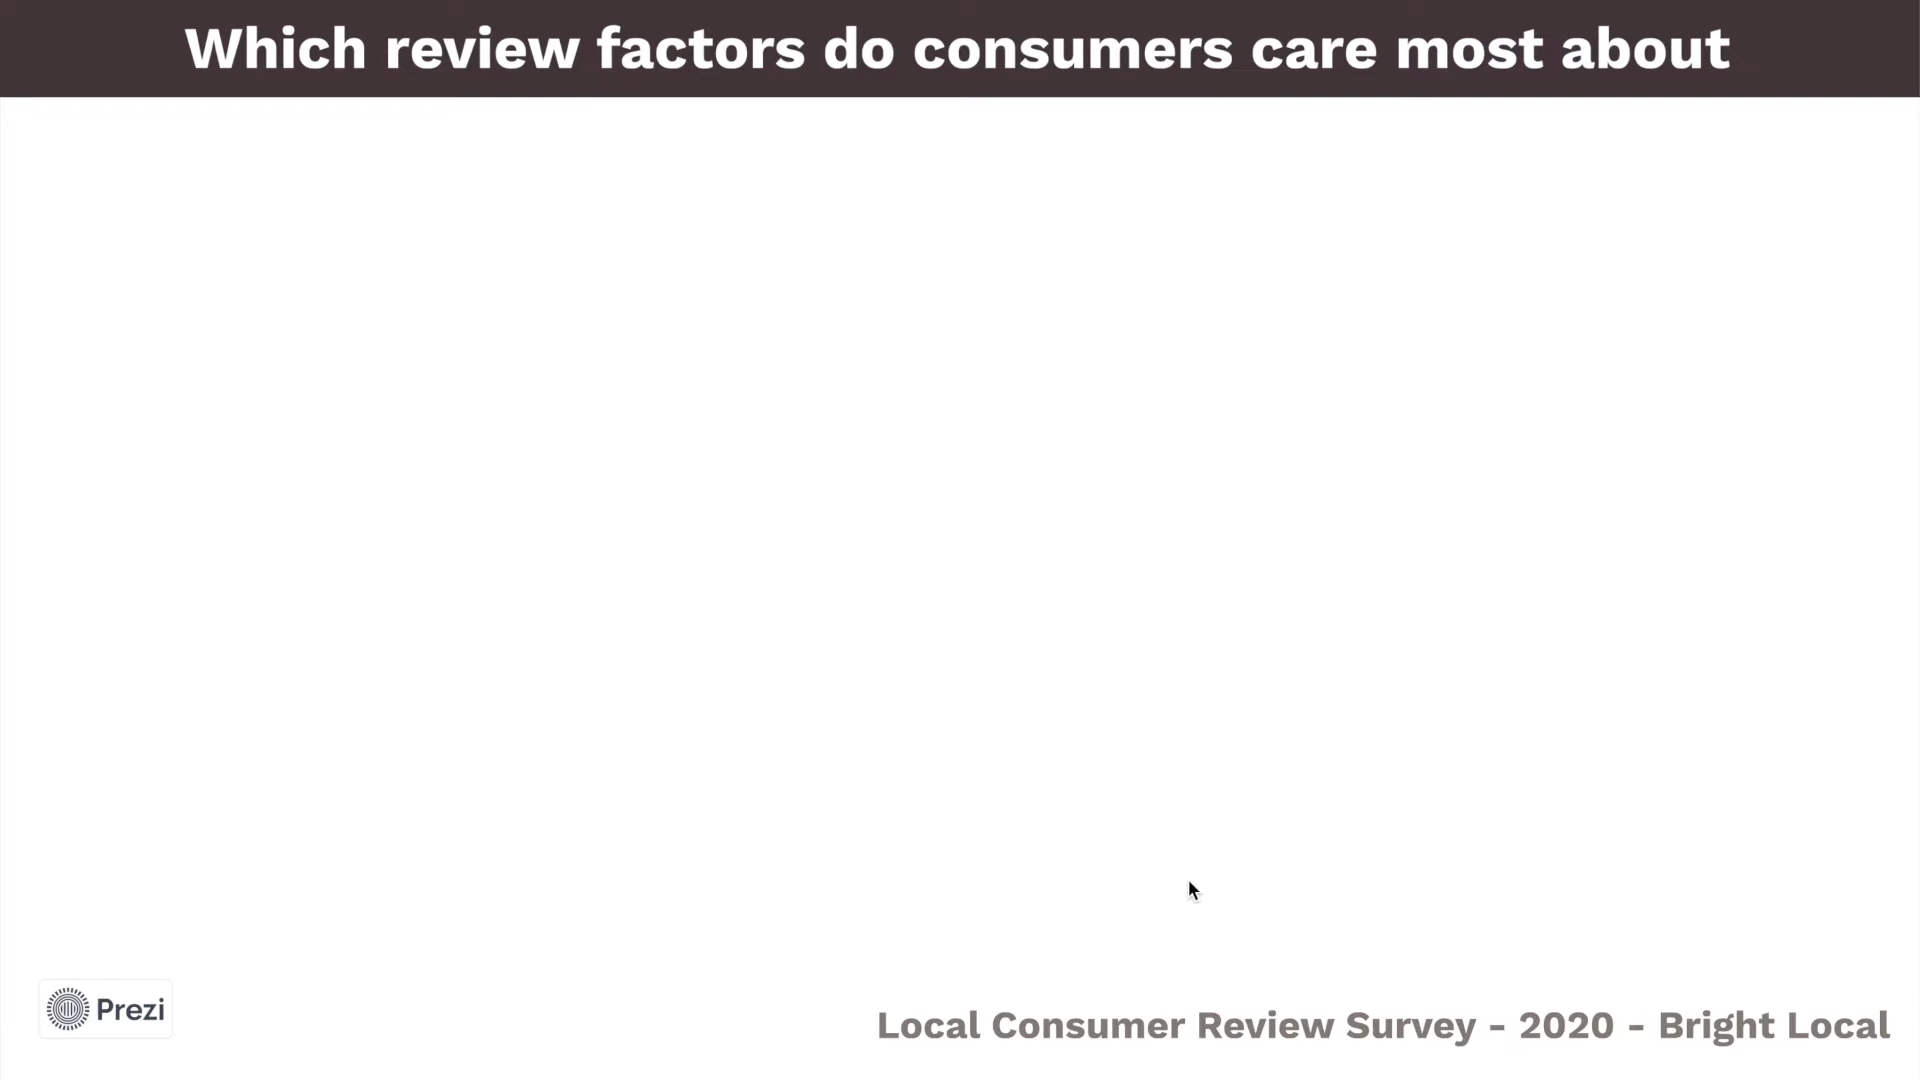 Which review factors do consumers care most about
Prezi
Local Consumer Review Survey - 2020 - Bright Local